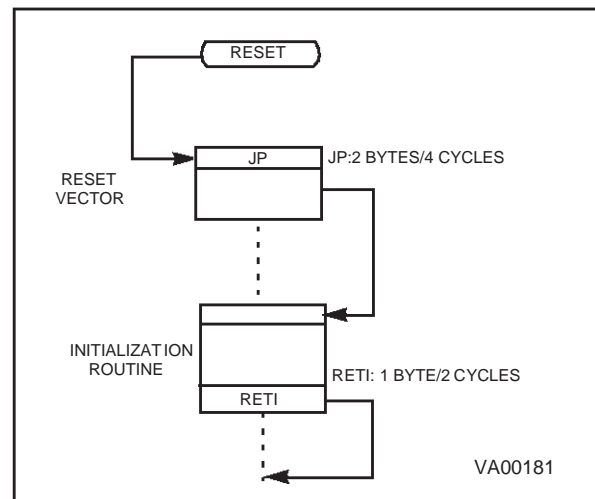 RESET
JP
JP:2 BYTES/4 CYCLES
RESET
VECTOR
INITIALIZATION
ROUTINE
RETI: 1 BYTE/2 CYCLES
RETI
VA00181